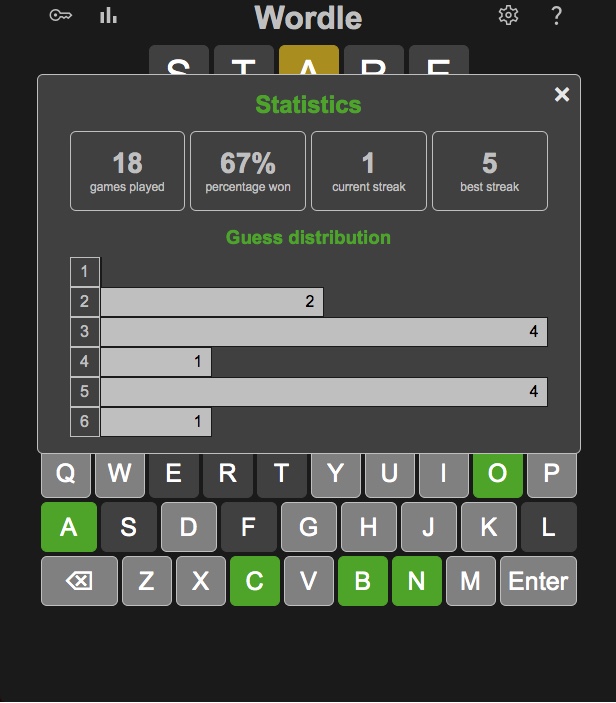 Wordle
?
S T A R E
×
Statistics
18 67% 1 5
games played percentage won current streak best streak
Guess distribution
1
2 2
3 4
4 1
5 4
6 1
Q W E R T Y U I O P
A S D F G H J K L
Z X C V B N M Enter